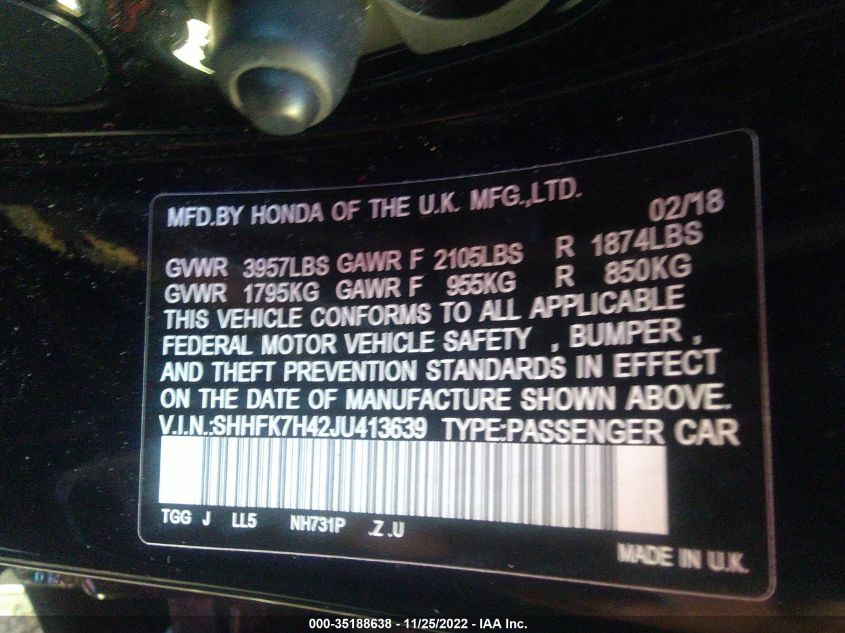 MFD.BY HONDA OF THE U.K. MFG.,LTD. 02/'18
GVWR 3957LBS GAWR F 2105LBS R 1874LBS
GVWR 1795KG GAWR F 955KG R 850KG
THIS VEHICLE CONFORMS TO ALL APPLICABLE
FEDERAL MOTOR VEHICLE SAFETY , BUMPER ,
AND THEFT PREVENTION STANDARDS IN EFFECT
ON THE DATE OF MANUFACTURE SHOWN ABOVE.
V.I.N.:SHHFK7H42JU413639 TYPE:PASSENGER CAR
TGG J LL5 NH731P .Z .U
MADE IN U.K.
000-35188638 - 11/25/2022 - IAA Inc.